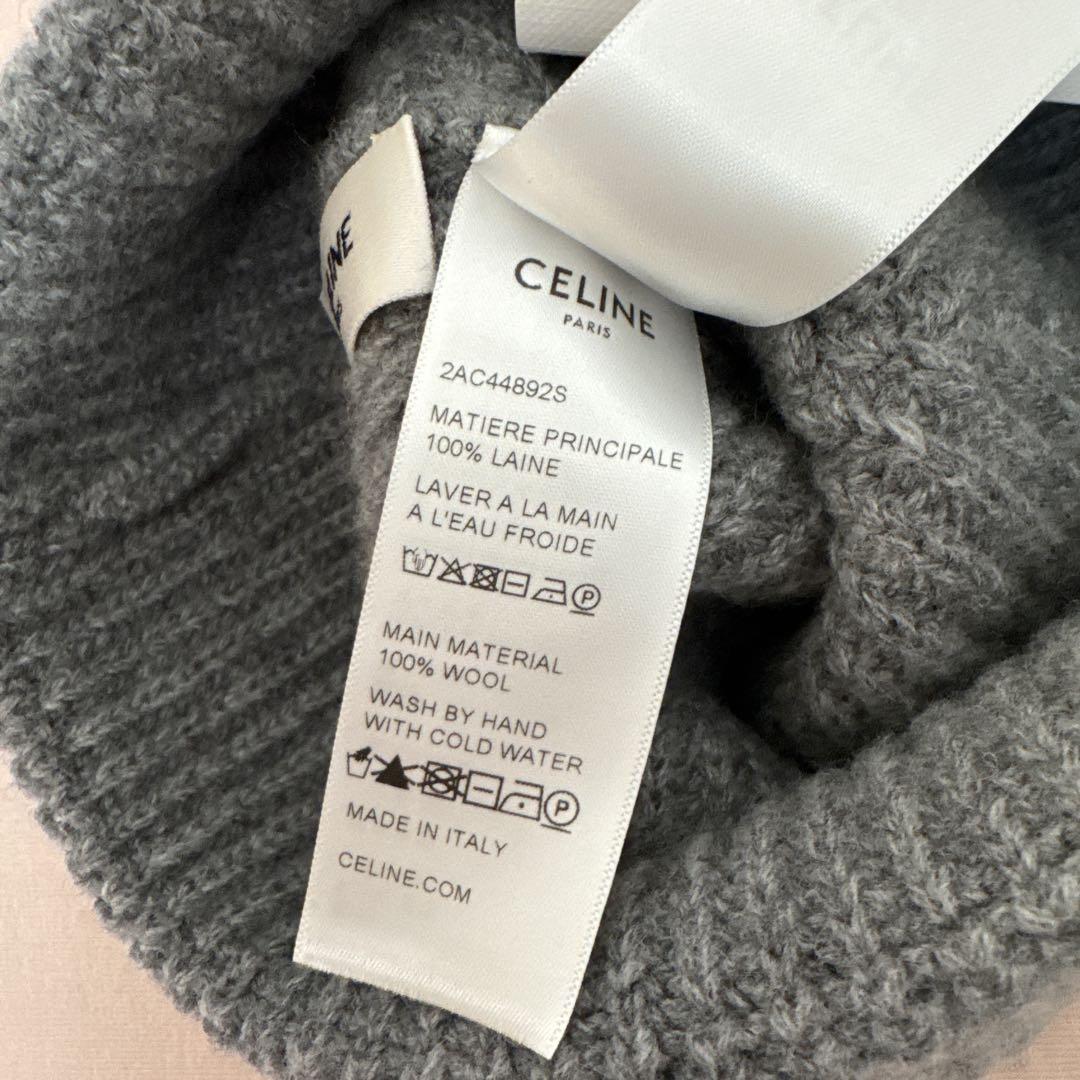 CELINE
PARIS
2AC44892S
MATIERE PRINCIPALE
100% LAINE
LAVER A LA MAIN
A L'EAU FROIDE
P
MAIN MATERIAL
100% WOOL
WASH BY HAND
WITH COLD WATER
P
MADE IN ITALY
CELINE.COM